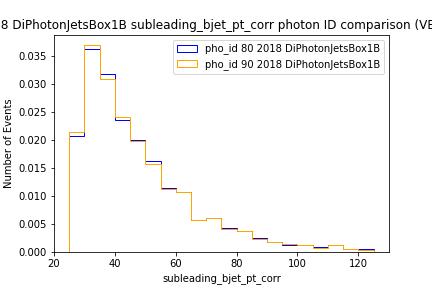 8 DiPhotonJetsBox1B subleading_bjet_pt_corr photon ID comparison (VB
pho_id 80 2018 DiPhotonJetsBox1B
pho_id 90 2018 DiPhotonJetsBox1B
Number of Events
0.035
0.030
0.025
0.020
0.015
0.010
0.005
0.000
20 40 60 80 100 120
subleading_bjet_pt_corr